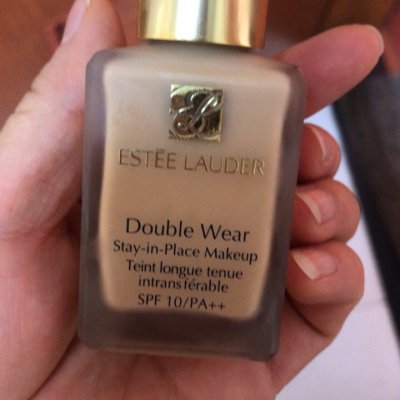 ESTĒE LAUDER
Double Wear
Stay-in-Place Makeup
Teint longue tenue
intransférable
SPF 10/PA++